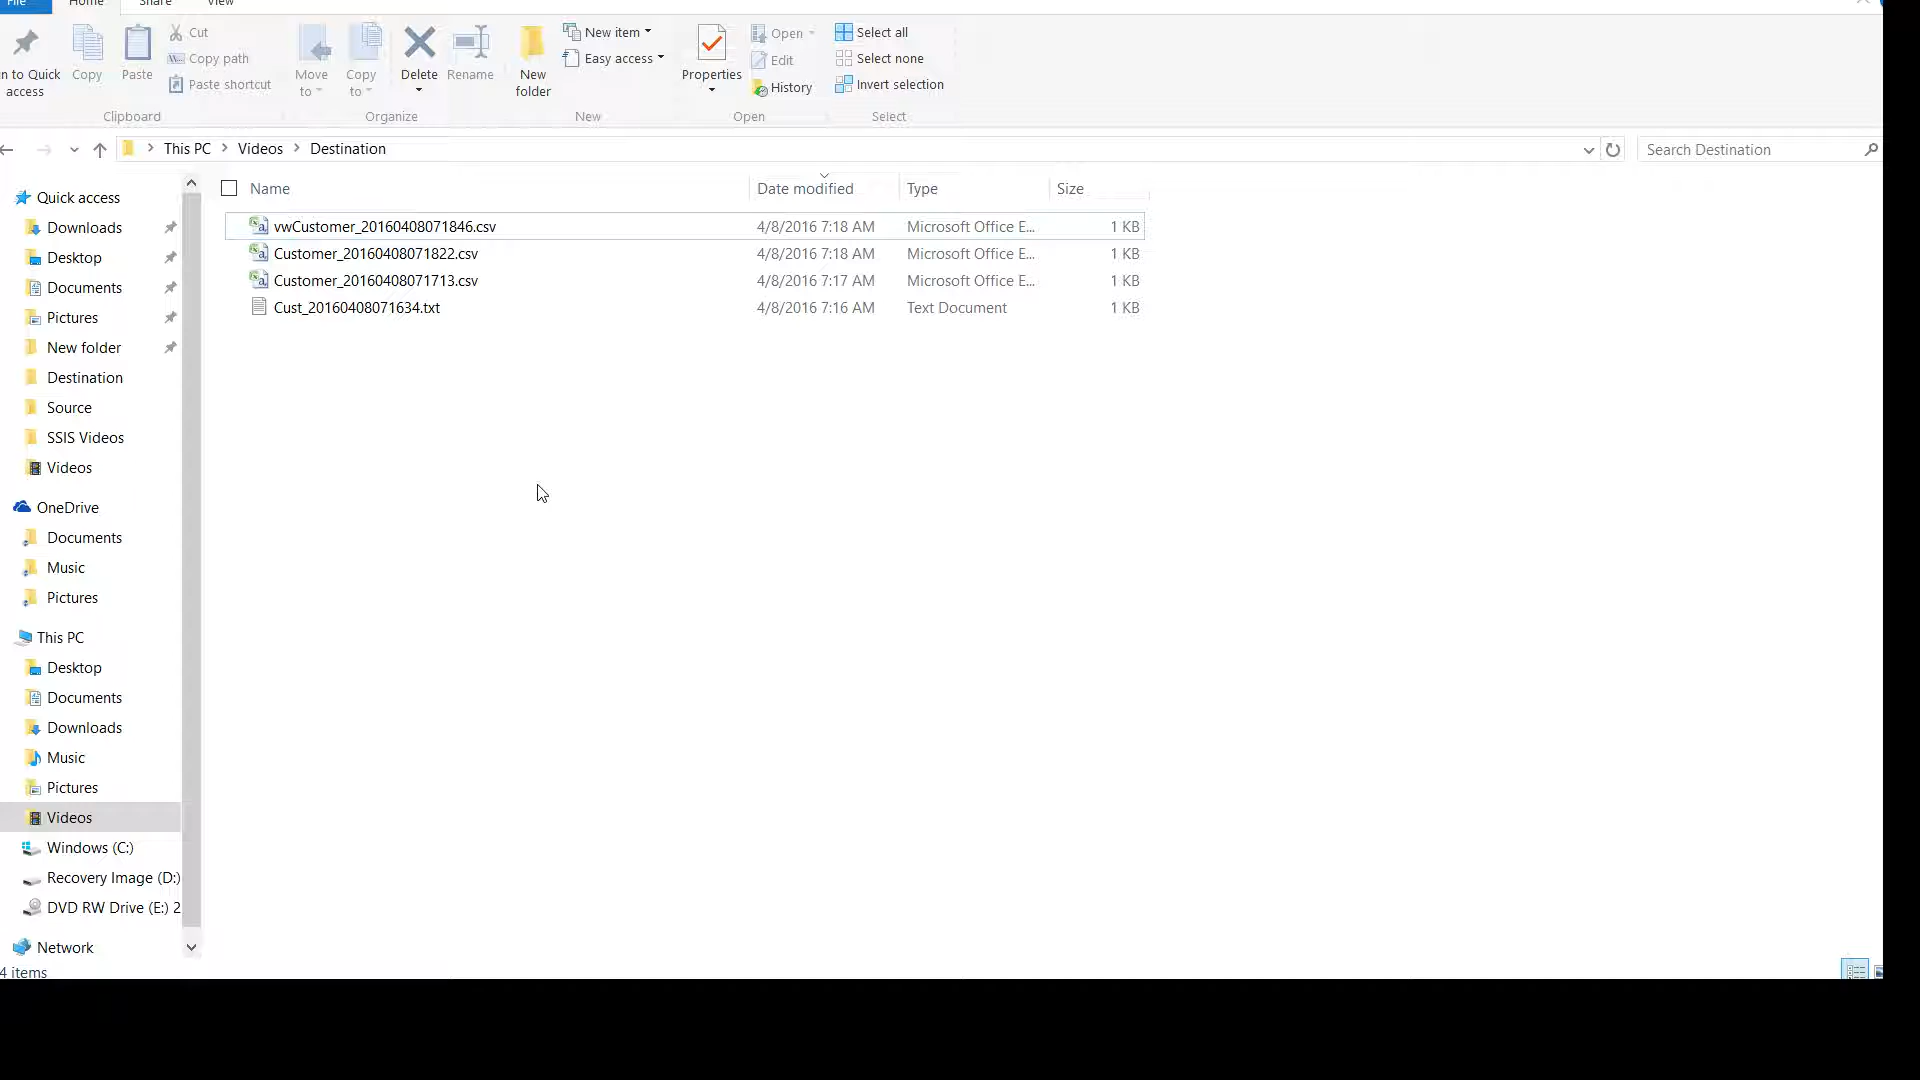 File Home Share View
n to Quick access
Copy
Paste
Cut
Copy path
Paste shortcut
Clipboard
Move to
Copy to
Delete
Rename
Organize
New folder
New item
Easy access
New
Properties
Open
Edit
History
Open
Select all
Select none
Invert selection
Select
This PC > Videos > Destination
Search Destination
Name Date modified Type Size
vwCustomer_20160408071846.csv 4/8/2016 7:18 AM Microsoft Office E... 1 KB
Customer_20160408071822.csv 4/8/2016 7:18 AM Microsoft Office E... 1 KB
Customer_20160408071713.csv 4/8/2016 7:17 AM Microsoft Office E... 1 KB
Cust_20160408071634.txt 4/8/2016 7:16 AM Text Document 1 KB
Quick access
Downloads
Desktop
Documents
Pictures
New folder
Destination
Source
SSIS Videos
Videos
OneDrive
Documents
Music
Pictures
This PC
Desktop
Documents
Downloads
Music
Pictures
Videos
Windows (C:)
Recovery Image (D:)
DVD RW Drive (E:) 2
Network
4 items